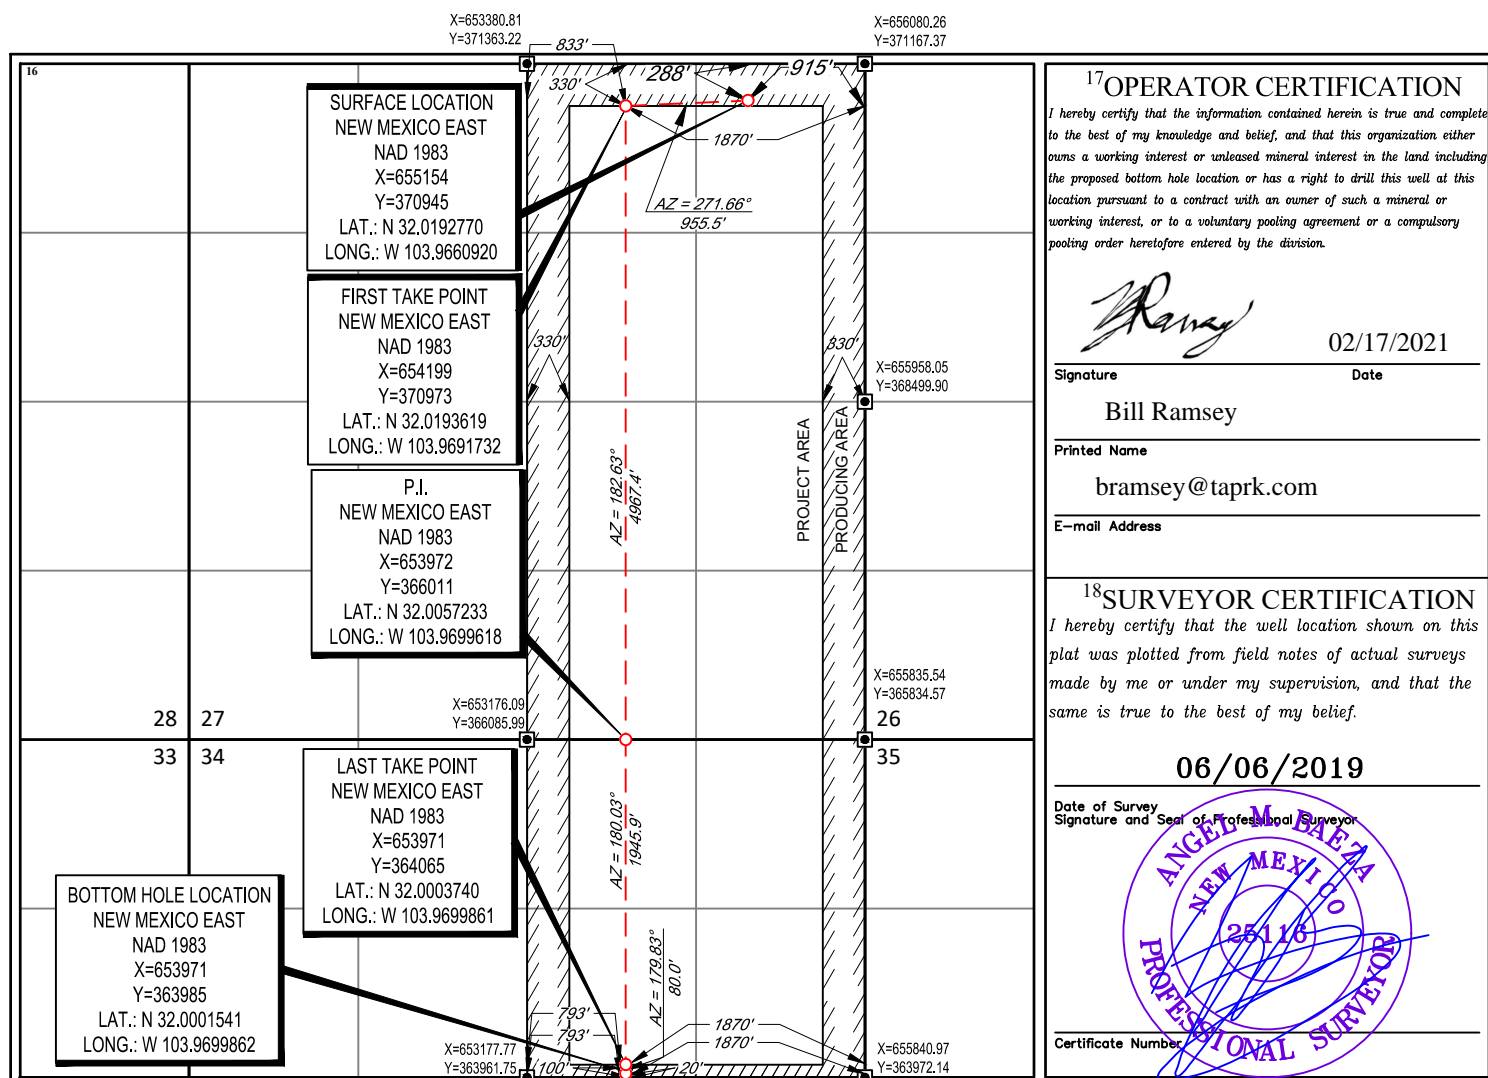 X=653380.81
Y=371363.22
X=656080.26
Y=371167.37
16
833'
330'
288'
915'
1870'
AZ = 271.66°
955.5'
SURFACE LOCATION
NEW MEXICO EAST
NAD 1983
X=655154
Y=370945
LAT.: N 32.0192770
LONG.: W 103.9660920
FIRST TAKE POINT
NEW MEXICO EAST
NAD 1983
X=654199
Y=370973
LAT.: N 32.0193619
LONG.: W 103.9691732
330'
330'
X=655958.05
Y=368499.90
P.I.
NEW MEXICO EAST
NAD 1983
X=653972
Y=366011
LAT.: N 32.0057233
LONG.: W 103.9699618
AZ = 182.63°
4967.4'
PROJECT AREA
PRODUCING AREA
X=653176.09
Y=366085.99
X=655835.54
Y=365834.57
28 27
26
33 34
35
LAST TAKE POINT
NEW MEXICO EAST
NAD 1983
X=653971
Y=364065
LAT.: N 32.0003740
LONG.: W 103.9699861
AZ = 180.03°
1945.9'
BOTTOM HOLE LOCATION
NEW MEXICO EAST
NAD 1983
X=653971
Y=363985
LAT.: N 32.0001541
LONG.: W 103.9699862
AZ = 179.83°
80.0'
793'
793'
1870'
1870'
X=653177.77
Y=363961.75
100'
20'
X=655840.97
Y=363972.14
17 OPERATOR CERTIFICATION
I hereby certify that the information contained herein is true and complete
to the best of my knowledge and belief, and that this organization either
owns a working interest or unleased mineral interest in the land including
the proposed bottom hole location or has a right to drill this well at this
location pursuant to a contract with an owner of such a mineral or
working interest, or to a voluntary pooling agreement or a compulsory
pooling order heretofore entered by the division.
02/17/2021
Signature Date
Bill Ramsey
Printed Name
bramsey@taprk.com
E-mail Address
18 SURVEYOR CERTIFICATION
I hereby certify that the well location shown on this
plat was plotted from field notes of actual surveys
made by me or under my supervision, and that the
same is true to the best of my belief.
06/06/2019
Date of Survey
Signature and Seal of Professional Surveyor
ANGEL M. BAEZA
NEW MEXICO
25116
PROFESSIONAL SURVEYOR
Certificate Number